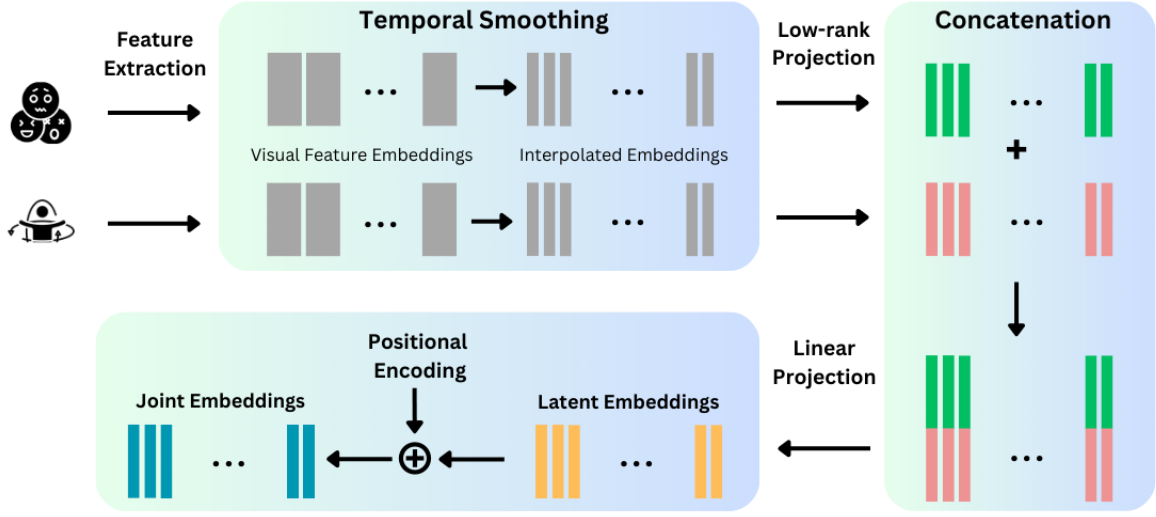 Temporal Smoothing
Concatenation
Feature
Extraction
Low-rank
Projection
Visual Feature Embeddings
Interpolated Embeddings
Positional
Encoding
Linear
Projection
Joint Embeddings
Latent Embeddings